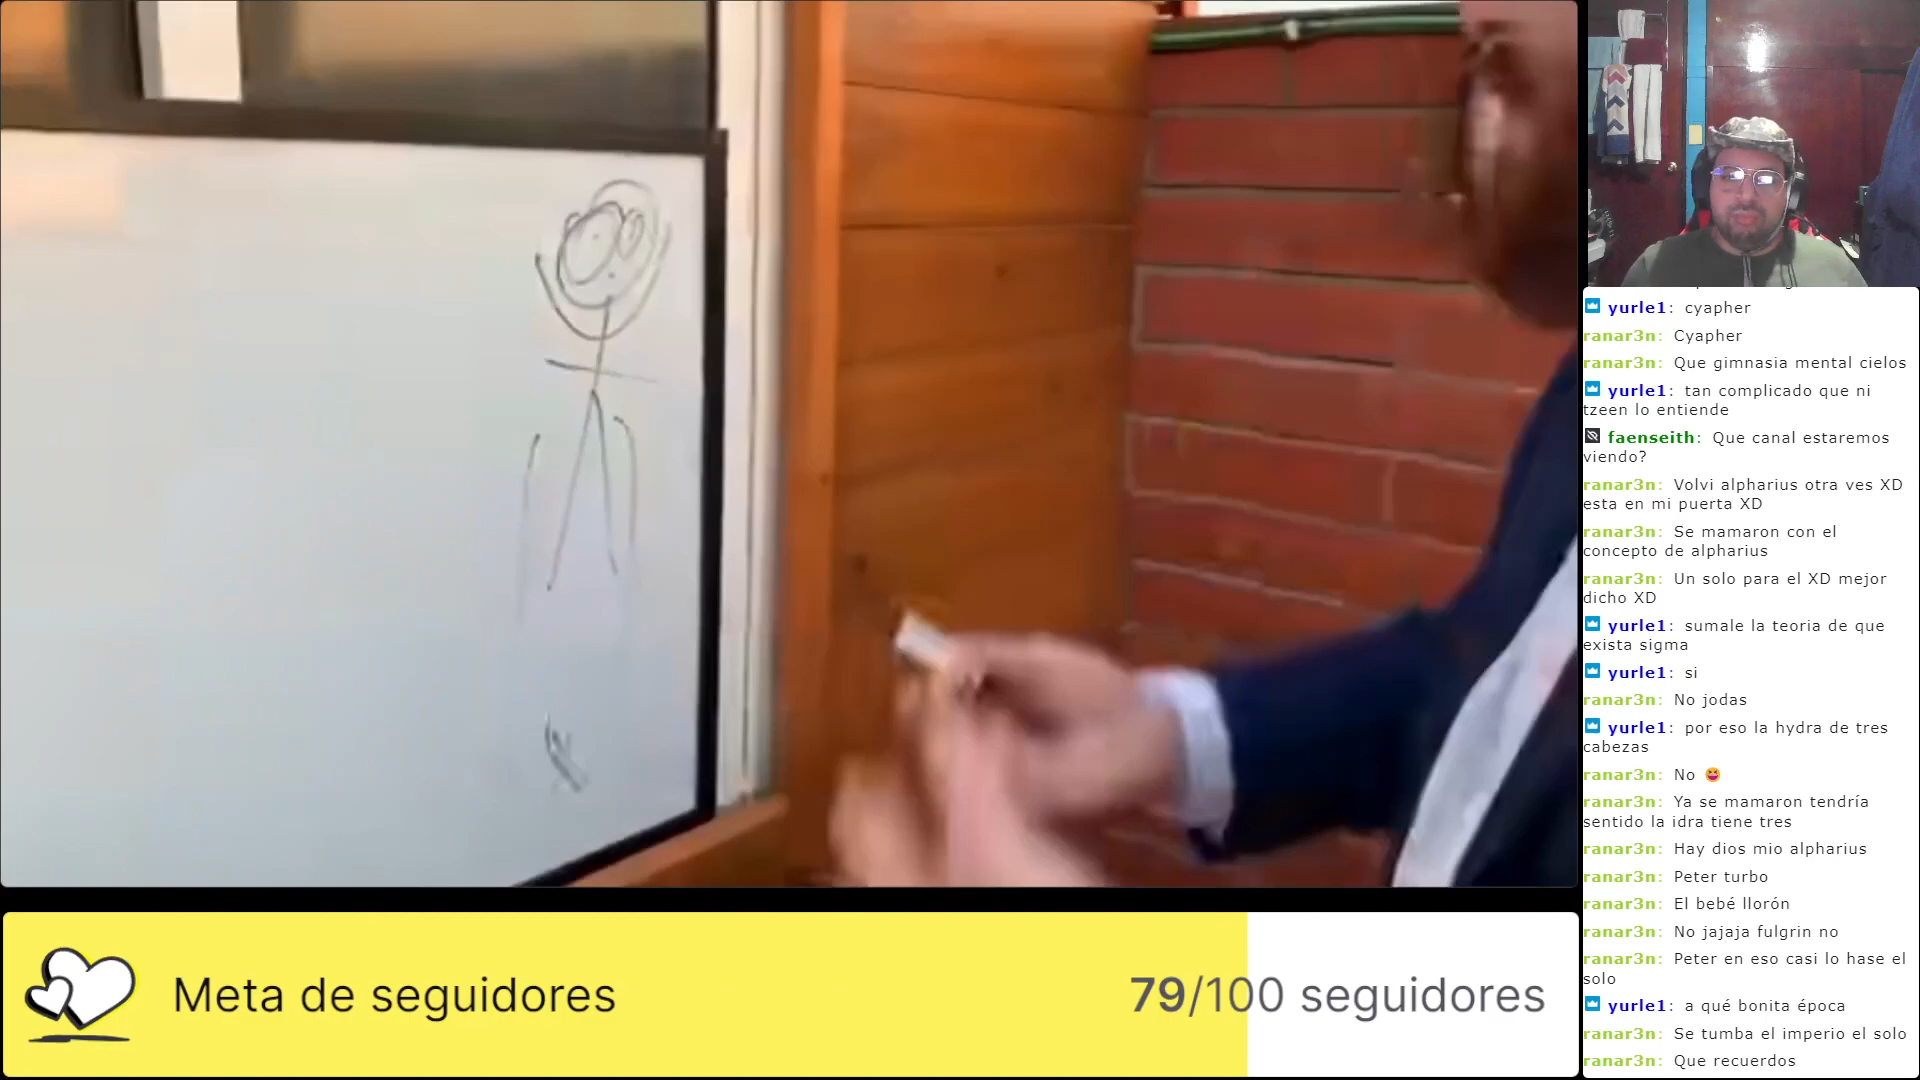 yurle1: cyapher
ranar3n: Cyapher
ranar3n: Que gimnasia mental cielos
yurle1: tan complicado que ni
tzeen lo entiende
faenseith: Que canal estaremos
viendo?
ranar3n: Volvi alpharius otra ves XD
esta en mi puerta XD
ranar3n: Se mamaron con el
concepto de alpharius
ranar3n: Un solo para el XD mejor
dicho XD
yurle1: sumale la teoria de que
exista sigma
yurle1: si
ranar3n: No jodas
yurle1: por eso la hydra de tres
cabezas
ranar3n: No 😆
ranar3n: Ya se mamaron tendría
sentido la idra tiene tres
ranar3n: Hay dios mio alpharius
ranar3n: Peter turbo
ranar3n: El bebé llorón
ranar3n: No jajaja fulgrin no
ranar3n: Peter en eso casi lo hase el
solo
yurle1: a qué bonita época
ranar3n: Se tumba el imperio el solo
ranar3n: Que recuerdos
Meta de seguidores
79/100 seguidores